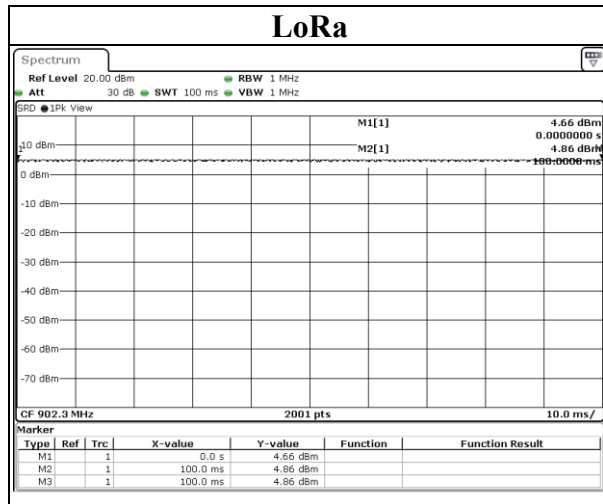 LoRa
Spectrum
Ref Level 20.00 dBm RBW 1 MHz
Att 30 dB SWT 100 ms VBW 1 MHz
SRD 1Pk View
M1[1] 4.66 dBm
0.0000000 s
10 dBm M2[1] 4.86 dBm
1 100.0000 ms
0 dBm
-10 dBm
-20 dBm
-30 dBm
-40 dBm
-50 dBm
-60 dBm
-70 dBm
CF 902.3 MHz 2001 pts 10.0 ms/
Marker
Type Ref Trc X-value Y-value Function Function Result
M1 1 0.0 s 4.66 dBm
M2 1 100.0 ms 4.86 dBm
M3 1 100.0 ms 4.86 dBm